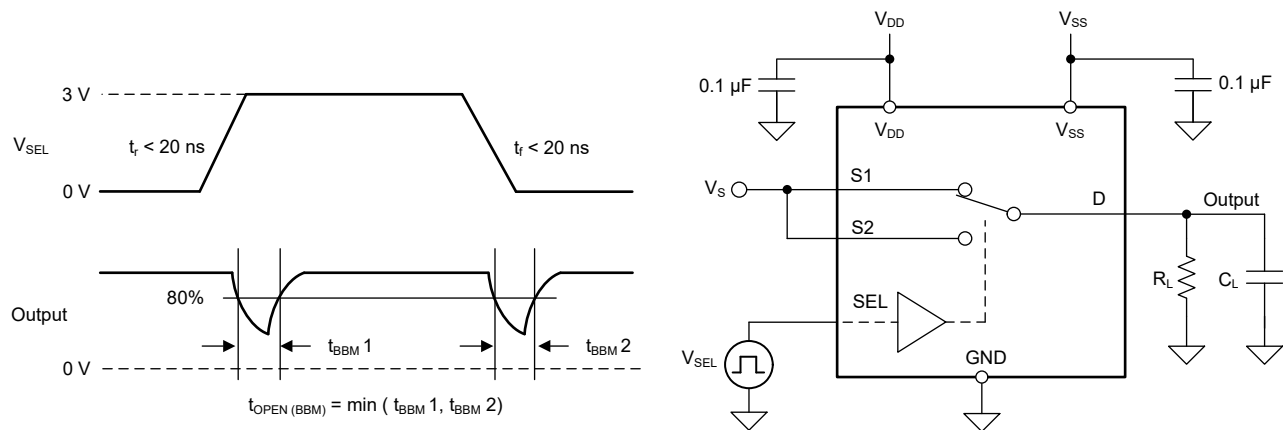 3 V
V_SEL
t_r < 20 ns
t_f < 20 ns
0 V
80%
Output
t_BBM 1
t_BBM 2
0 V
t_OPEN (BBM) = min ( t_BBM 1, t_BBM 2)
V_DD
V_SS
0.1 µF
0.1 µF
V_DD
V_SS
V_S
S1
D
Output
S2
R_L
C_L
SEL
V_SEL
GND